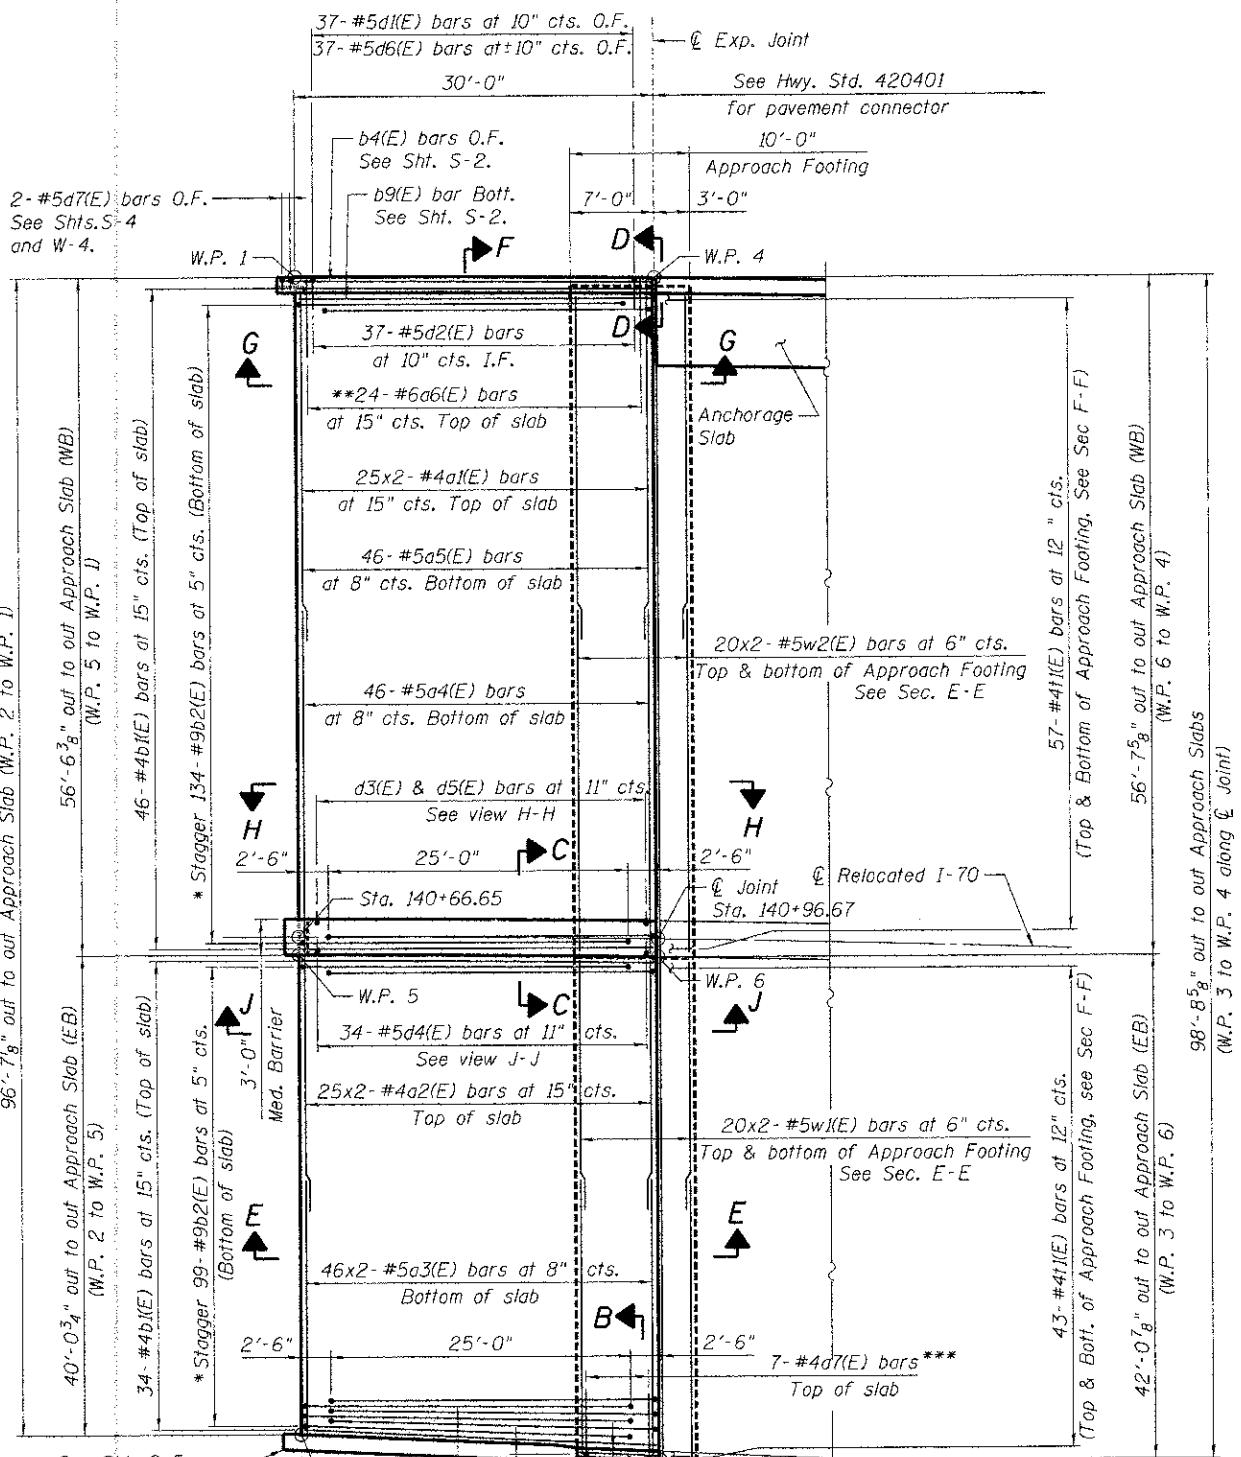 37-#5d1(E) bars at 10" cts. O.F.
37-#5d6(E) bars at±10" cts. O.F.
℄ Exp. Joint
30'-0"
See Hwy. Std. 420401
for pavement connector
b4(E) bars O.F.
See Sht. S-2.
10'-0"
Approach Footing
2-#5d7(E) bars O.F.
See Shts.S-4
and W-4.
b9(E) bar Bott.
See Sht. S-2.
7'-0"
3'-0"
W.P. 1
F
D
W.P. 4
37-#5d2(E) bars
at 10" cts. I.F.
D
G
G
**24-#6a6(E) bars
at 15" cts. Top of slab
Anchorage
Slab
25x2-#4a1(E) bars
at 15" cts. Top of slab
46-#5a5(E) bars
at 8" cts. Bottom of slab
20x2-#5w2(E) bars at 6" cts.
Top & bottom of Approach Footing
See Sec. E-E
46-#5a4(E) bars
at 8" cts. Bottom of slab
d3(E) & d5(E) bars at 11" cts.
See view H-H
H
H
2'-6"
25'-0"
C
2'-6"
Sta. 140+66.65
℄ Joint
Sta. 140+96.67
℄ Relocated I-70
W.P. 5
C
W.P. 6
J
J
34-#5d4(E) bars at 11" cts.
See view J-J
25x2-#4a2(E) bars at 15" cts.
Top of slab
20x2-#5w1(E) bars at 6" cts.
Top & bottom of Approach Footing
See Sec. E-E
E
E
46x2-#5a3(E) bars at 8" cts.
Bottom of slab
B
2'-6"
25'-0"
2'-6"
7-#4d7(E) bars***
Top of slab
96'-7⅛" out to out Approach Slab (W.P. 2 to W.P. 1)
56'-6⅜" out to out Approach Slab (WB)
(W.P. 5 to W.P. 1)
46-#4b1(E) bars at 15" cts. (Top of slab)
* Stagger 134-#9b2(E) bars at 5" cts. (Bottom of slab)
40'-0¾" out to out Approach Slab (EB)
(W.P. 2 to W.P. 5)
34-#4b1(E) bars at 15" cts. (Top of slab)
* Stagger 99-#9b2(E) bars at 5" cts.
(Bottom of slab)
3'-0"
Med. Barrier
57-#4t1(E) bars at 12 " cts.
(Top & Bottom of Approach Footing, See Sec F-F)
56'-7⅝" out to out Approach Slab (WB)
(W.P. 6 to W.P. 4)
98'-8⅝" out to out Approach Slabs
(W.P. 3 to W.P. 4 along ℄ Joint)
43-#4t1(E) bars at 12" cts.
(Top & Bott. of Approach Footing, see Sec F-F)
42'-0⅞" out to out Approach Slab (EB)
(W.P. 3 to W.P. 6)